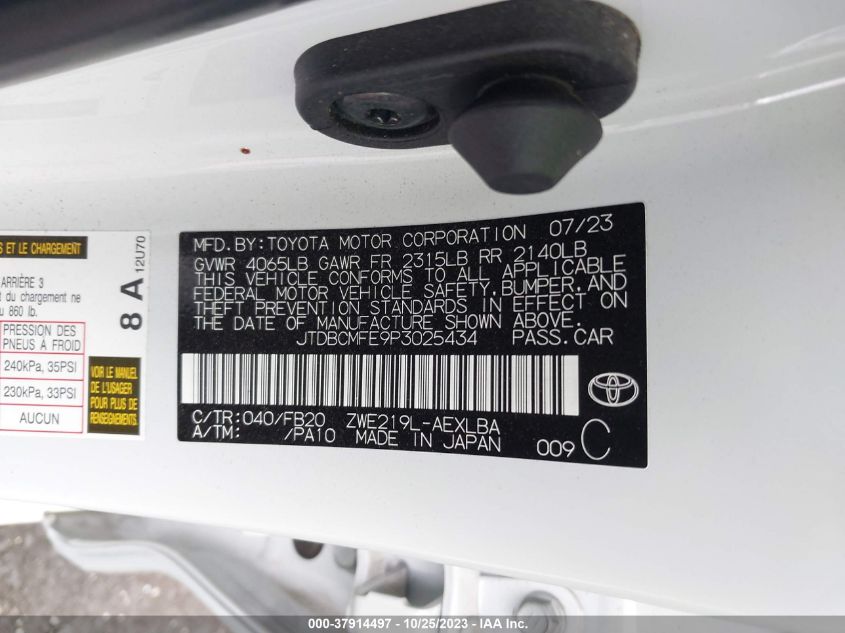 MFD.BY:TOYOTA MOTOR CORPORATION 07/23
GVWR 4065LB GAWR FR 2315LB RR 2140LB
THIS VEHICLE CONFORMS TO ALL APPLICABLE
FEDERAL MOTOR VEHICLE SAFETY,BUMPER,AND
THEFT PREVENTION STANDARDS IN EFFECT ON
THE DATE OF MANUFACTURE SHOWN ABOVE.
JTDBCMFE9P3025434 PASS.CAR
C/TR:040/FB20 ZWE219L-AEXLBA
A/TM: /PA10 MADE IN JAPAN
009 C
S ET LE CHARGEMENT
ARRIÈRE 3
t du chargement ne
u 860 lb.
PRESSION DES
PNEUS À FROID
240kPa, 35PSI
230kPa, 33PSI
AUCUN
8 A 12U70
VOIR LE MANUEL
DE L'USAGER
POUR PLUS DE
RENSEIGNEMENTS.
000-37914497 - 10/25/2023 - IAA Inc.